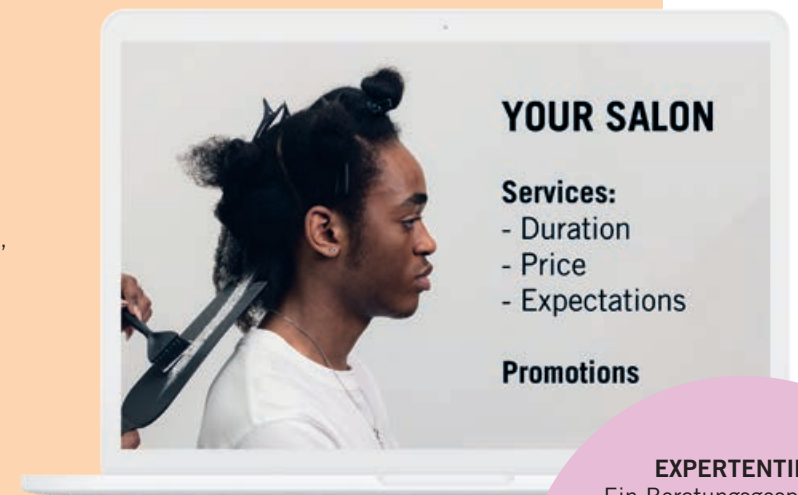 YOUR SALON
Services:
- Duration
- Price
- Expectations
Promotions
,